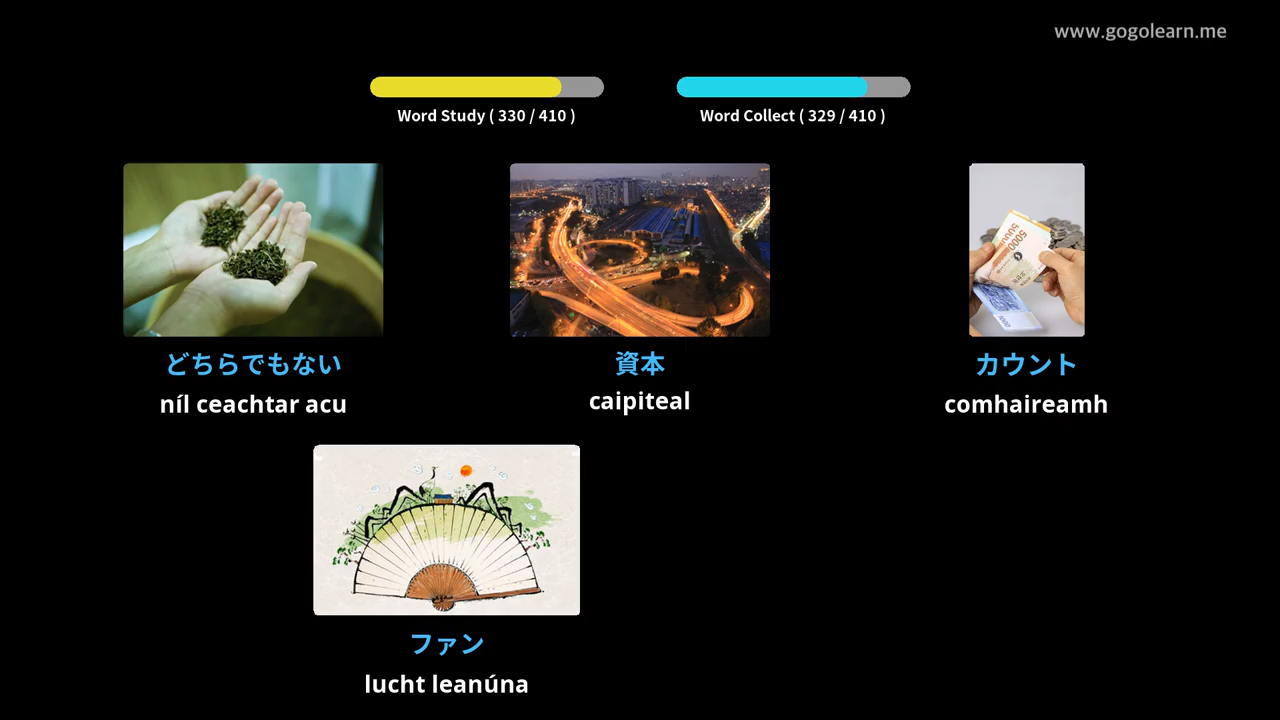 www.gogolearn.me
Word Study ( 330 / 410 )
Word Collect ( 329 / 410 )
どちらでもない
níl ceachtar acu
資本
caipiteal
カウント
comhaireamh
ファン
lucht leanúna